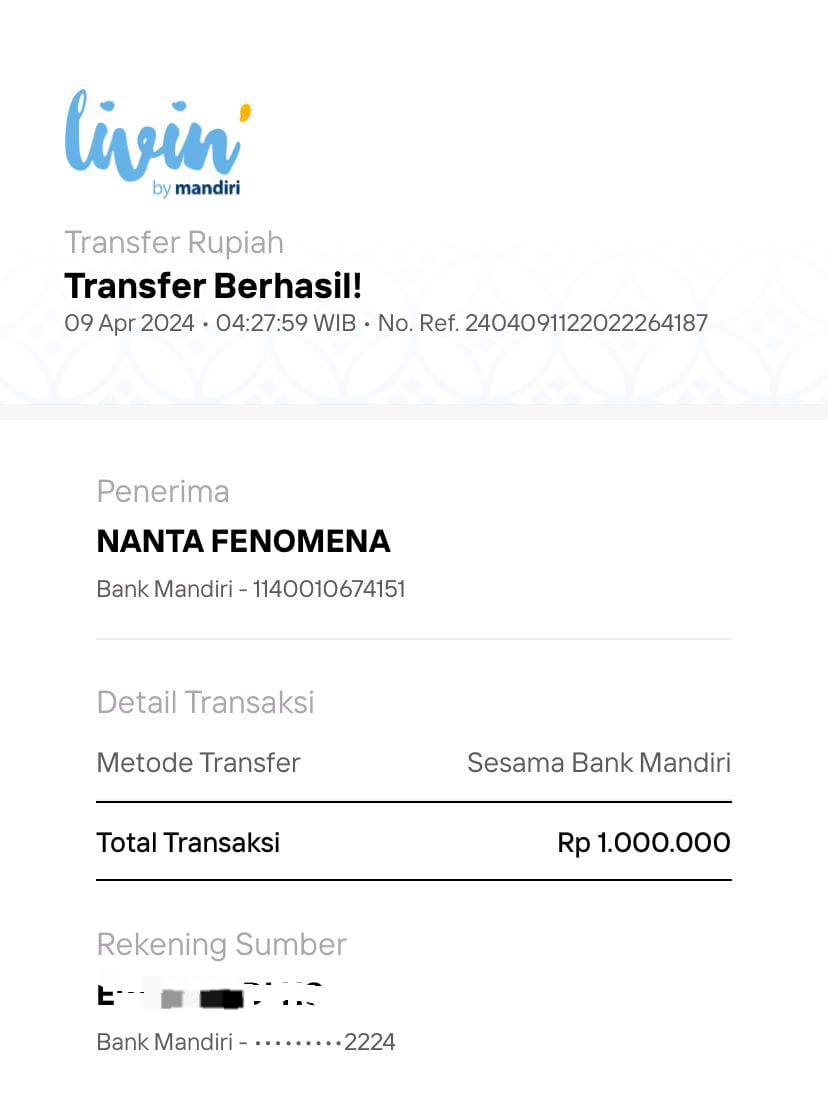 livin'
by mandiri
Transfer Rupiah
Transfer Berhasil!
09 Apr 2024 • 04:27:59 WIB • No. Ref. 2404091122022264187
Penerima
NANTA FENOMENA
Bank Mandiri - 1140010674151
Detail Transaksi
Metode Transfer Sesama Bank Mandiri
Total Transaksi Rp 1.000.000
Rekening Sumber
Bank Mandiri - •••••••••2224